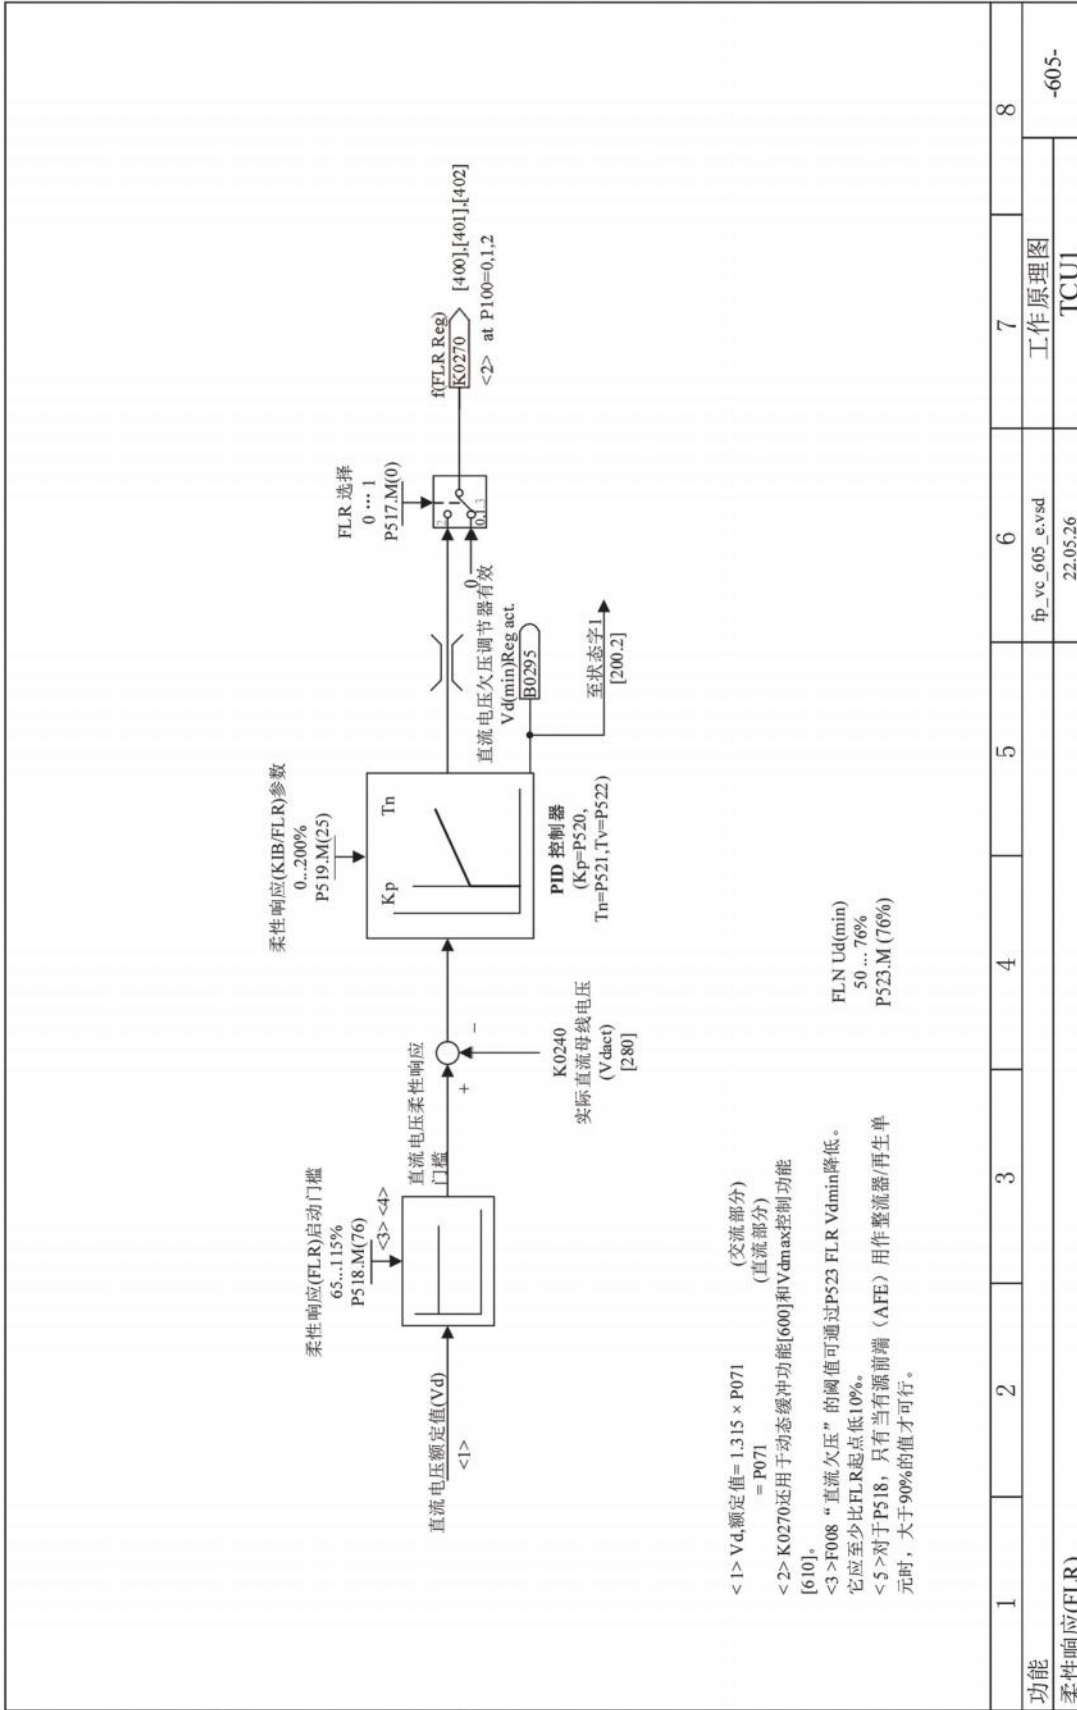 柔性响应(FLR)启动门槛
65...115%
P518.M(76)
<3> <4>
直流电压额定值(Vd)
<1>
直流电压柔性响应
门槛
+
−
K0240
实际直流母线电压
(Vdact)
[280]
柔性响应(KIB/FLR)参数
0...200%
P519.M(25)
Kp
Tn
PID 控制器
(Kp=P520,
Tn=P521,Tv=P522)
直流电压欠压调节器有效
Vd(min)Reg act.
B0295
至状态字1
[200.2]
FLR 选择
0 ··· 1
P517.M(0)
2
0,1.3
0
f(FLR Reg)
K0270
[400],[401],[402]
<2> at P100=0,1,2
FLN Ud(min)
50 ... 76%
P523.M (76%)
<1> Vd,额定值= 1.315 × P071 (交流部分)
= P071 (直流部分)
<2> K0270还用于动态缓冲功能[600]和Vdmax控制功能
[610]。
<3 >F008“直流欠压”的阈值可通过P523 FLR Vdmin降低。
它应至少比FLR起点低10%。
<5 >对于P518，只有当有源前端（AFE）用作整流器/再生单
元时，大于90%的值才可行。
1 2 3 4 5 6 7 8
功能 fp_vc_605_e.vsd 工作原理图 -605-
柔性响应(FLR) 22.05.26 TCU1